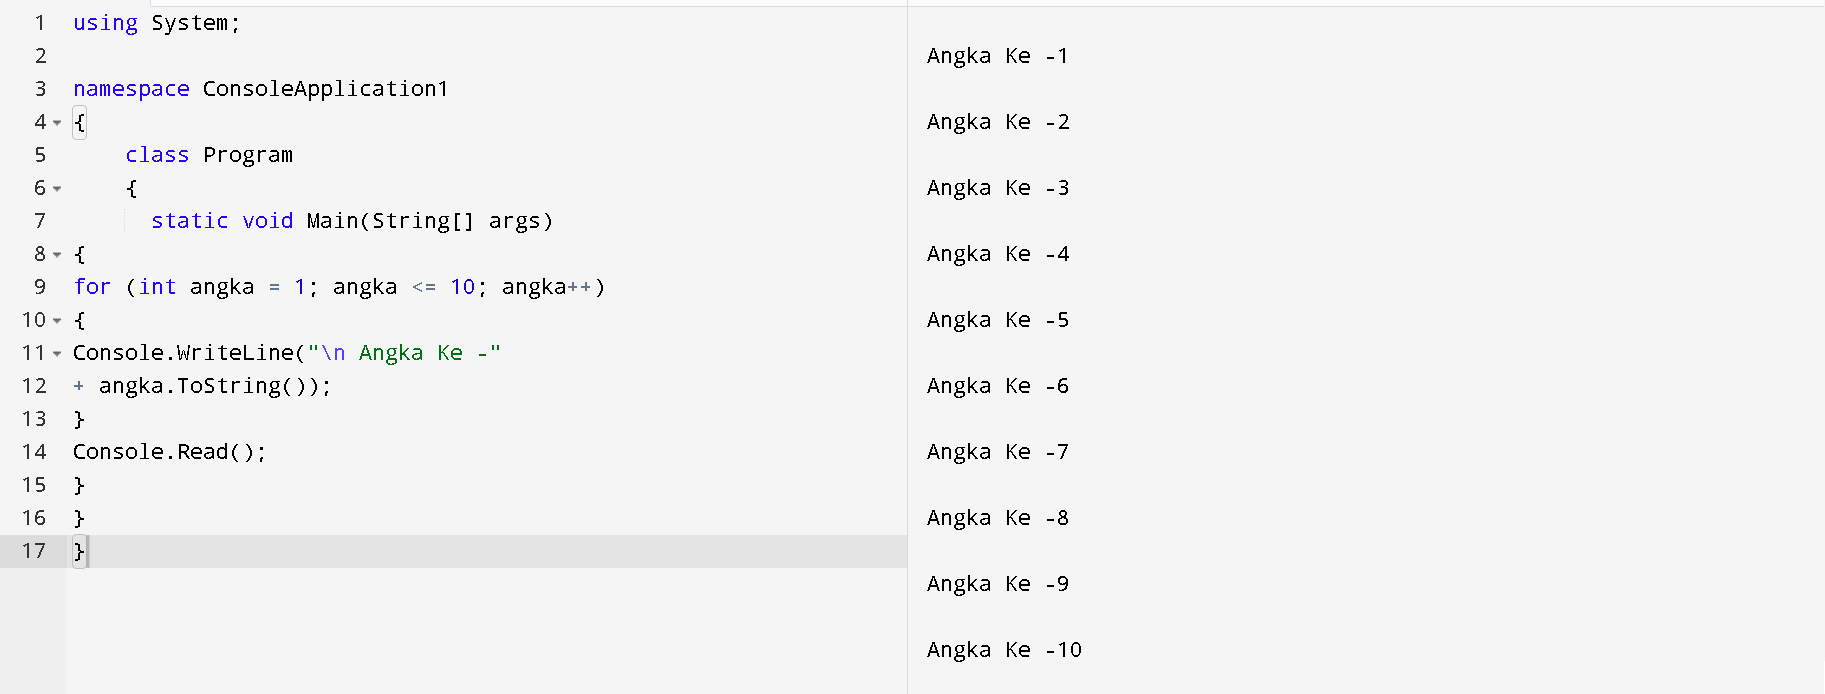 1 using System;
2
3 namespace ConsoleApplication1
4 {
5     class Program
6     {
7       static void Main(String[] args)
8 {
9 for (int angka = 1; angka <= 10; angka++)
10 {
11 Console.WriteLine("\n Angka Ke -"
12 + angka.ToString());
13 }
14 Console.Read();
15 }
16 }
17 }
Angka Ke -1
Angka Ke -2
Angka Ke -3
Angka Ke -4
Angka Ke -5
Angka Ke -6
Angka Ke -7
Angka Ke -8
Angka Ke -9
Angka Ke -10